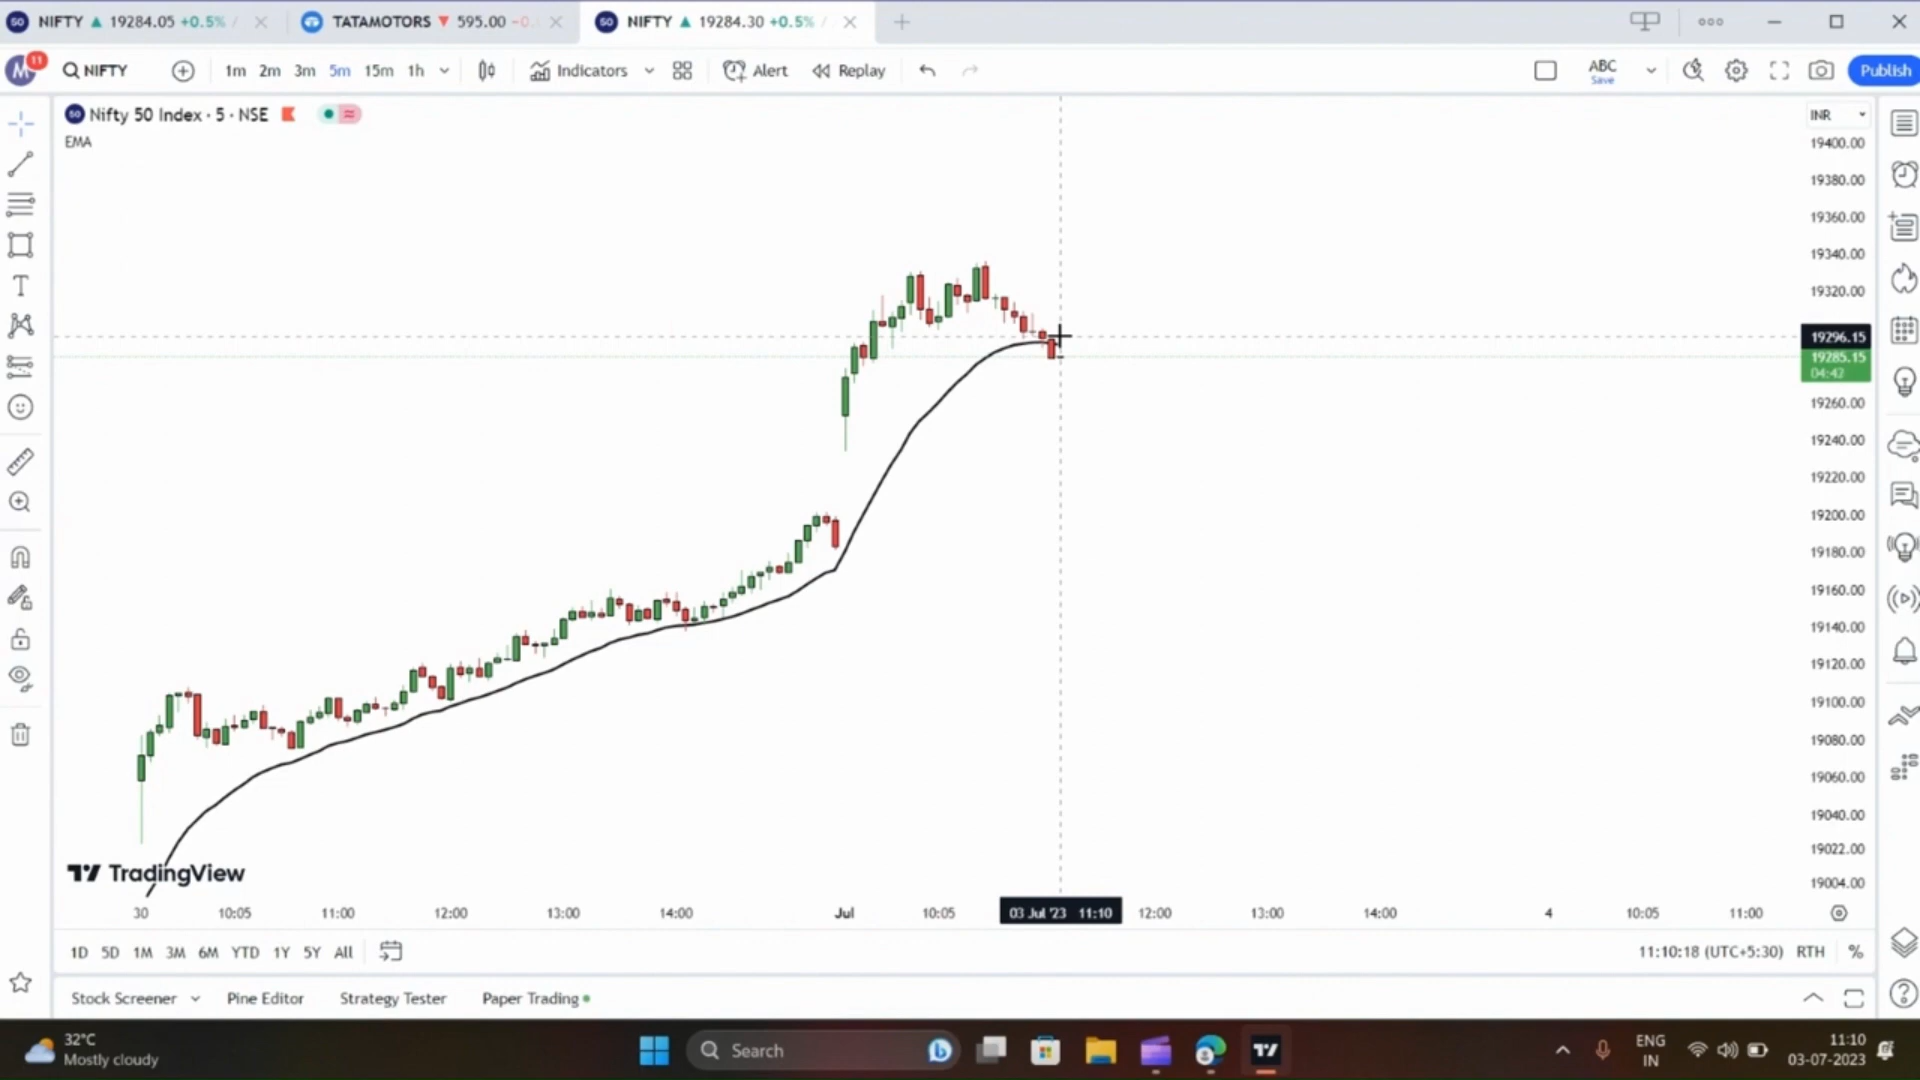 NIFTY ▲ 19284.05 +0.5% /
TATAMOTORS ▼ 595.00 −0.
NIFTY ▲ 19284.30 +0.5% /
M 11 NIFTY 1m 2m 3m 5m 15m 1h Indicators Alert Replay ABC Save Publish
50 Nifty 50 Index · 5 · NSE
EMA
INR
19400.00
19380.00
19360.00
19340.00
19320.00
19296.15
19285.15
04:42
19260.00
19240.00
19220.00
19200.00
19180.00
19160.00
19140.00
19120.00
19100.00
19080.00
19060.00
19040.00
19022.00
19004.00
TradingView
30 10:05 11:00 12:00 13:00 14:00 Jul 10:05 03 Jul '23 11:10 12:00 13:00 14:00 4 10:05 11:00
1D 5D 1M 3M 6M YTD 1Y 5Y All 11:10:18 (UTC+5:30) RTH %
Stock Screener Pine Editor Strategy Tester Paper Trading
32°C
Mostly cloudy
Search
ENG
IN
11:10
03-07-2023